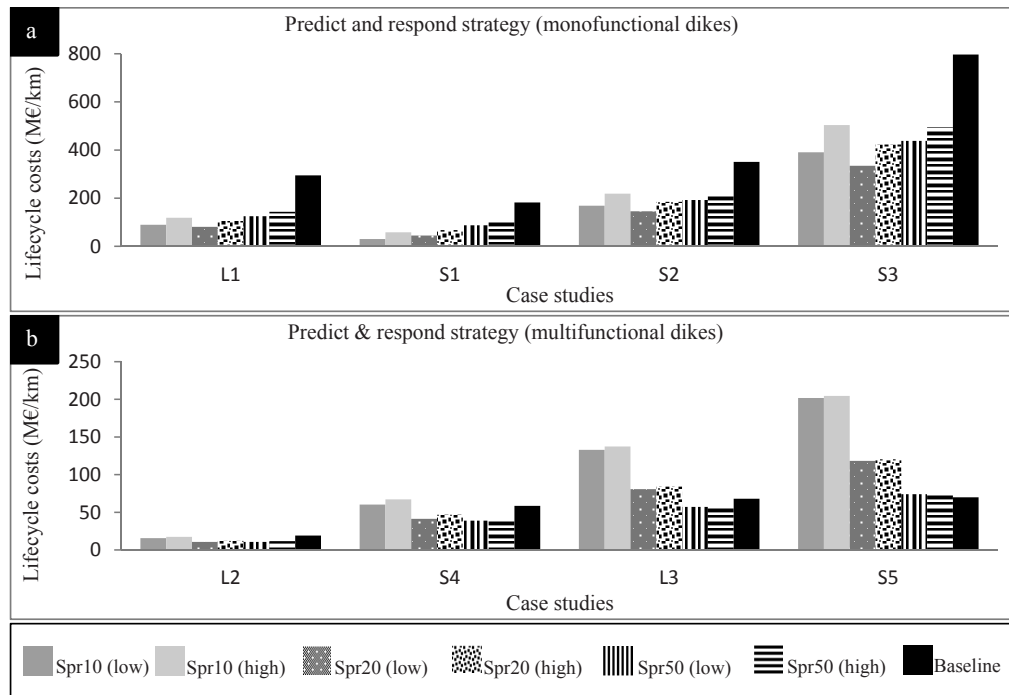 a
Predict and respond strategy (monofunctional dikes)
Lifecycle costs (M€/km)
800
600
400
200
0
L1 S1 S2 S3
Case studies
b
Predict & respond strategy (multifunctional dikes)
Lifecycle costs (M€/km)
250
200
150
100
50
0
L2 S4 L3 S5
Case studies
Spr10 (low) Spr10 (high) Spr20 (low) Spr20 (high) Spr50 (low) Spr50 (high) Baseline